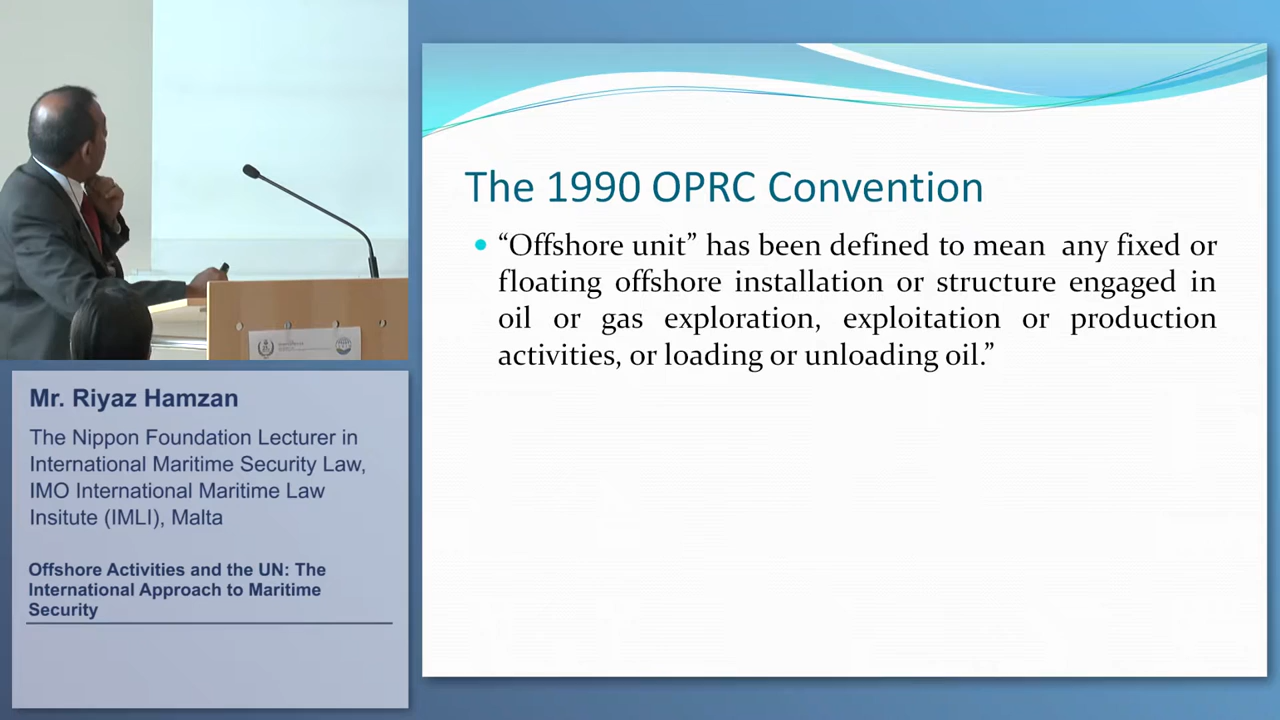 The 1990 OPRC Convention
“Offshore unit” has been defined to mean any fixed or
floating offshore installation or structure engaged in
oil or gas exploration, exploitation or production
activities, or loading or unloading oil.”
Mr. Riyaz Hamzan
The Nippon Foundation Lecturer in
International Maritime Security Law,
IMO International Maritime Law
Insitute (IMLI), Malta
Offshore Activities and the UN: The
International Approach to Maritime
Security